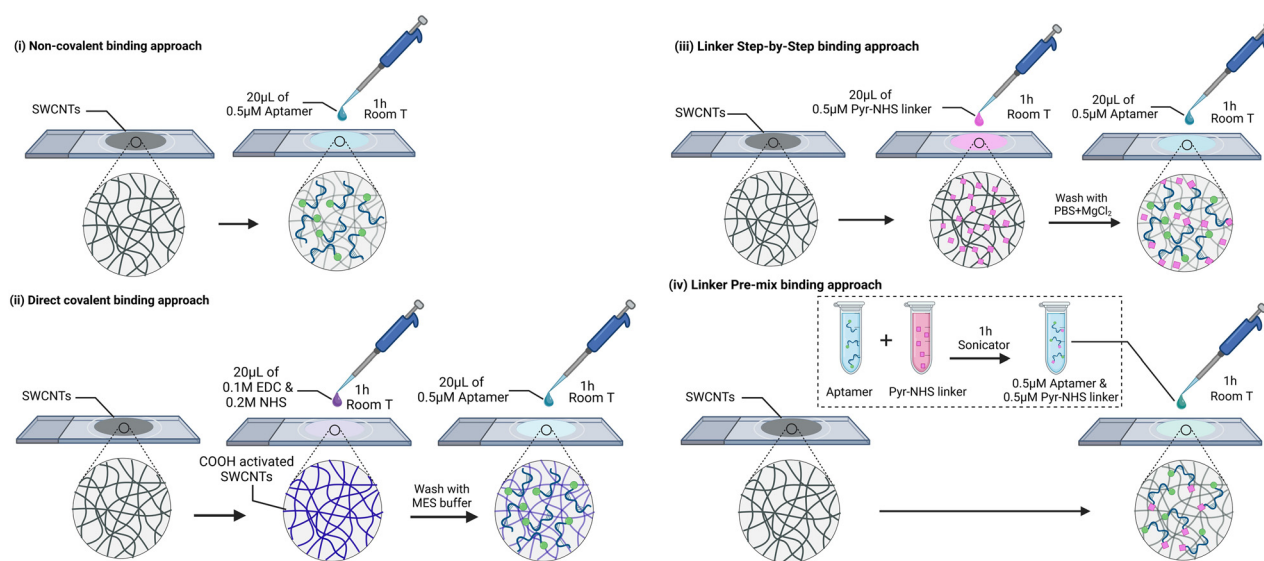 (i) Non-covalent binding approach
SWCNTs
20μL of
0.5μM Aptamer
1h
Room T
(ii) Direct covalent binding approach
SWCNTs
20μL of
0.1M EDC &
0.2M NHS
1h
Room T
20μL of
0.5μM Aptamer
1h
Room T
COOH activated
SWCNTs
Wash with
MES buffer
(iii) Linker Step-by-Step binding approach
SWCNTs
20μL of
0.5μM Pyr-NHS linker
1h
Room T
20μL of
0.5μM Aptamer
1h
Room T
Wash with
PBS+MgCl₂
(iv) Linker Pre-mix binding approach
Aptamer
+
Pyr-NHS linker
1h
Sonicator
0.5μM Aptamer &
0.5μM Pyr-NHS linker
1h
Room T
SWCNTs